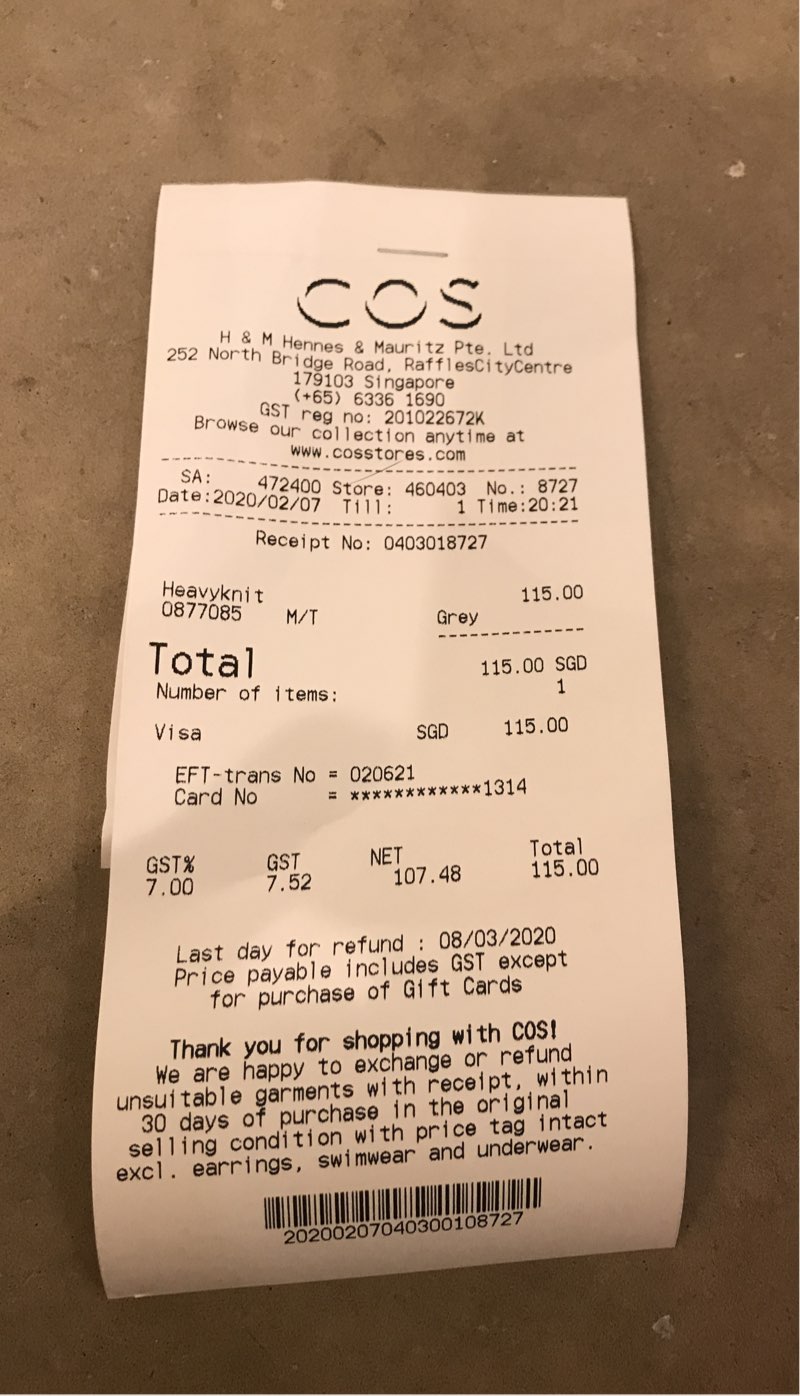 COS
H & M Hennes & Mauritz Pte. Ltd
252 North Bridge Road, RafflesCityCentre
179103 Singapore
(+65) 6336 1690
GST reg no: 201022672K
Browse our collection anytime at
www.cosstores.com
SA: 472400 Store: 460403 No.: 8727
Date:2020/02/07 Till: 1 Time:20:21
Receipt No: 0403018727
Heavyknit 115.00
0877085 M/T Grey
Total 115.00 SGD
Number of items: 1
Visa SGD 115.00
EFT-trans No = 020621
Card No = ************1314
GST% GST NET Total
7.00 7.52 107.48 115.00
Last day for refund : 08/03/2020
Price payable includes GST except
for purchase of Gift Cards
Thank you for shopping with COS!
We are happy to exchange or refund
unsuitable garments with receipt, within
30 days of purchase in the original
selling condition with price tag intact
excl. earrings, swimwear and underwear.
20200207040300108727